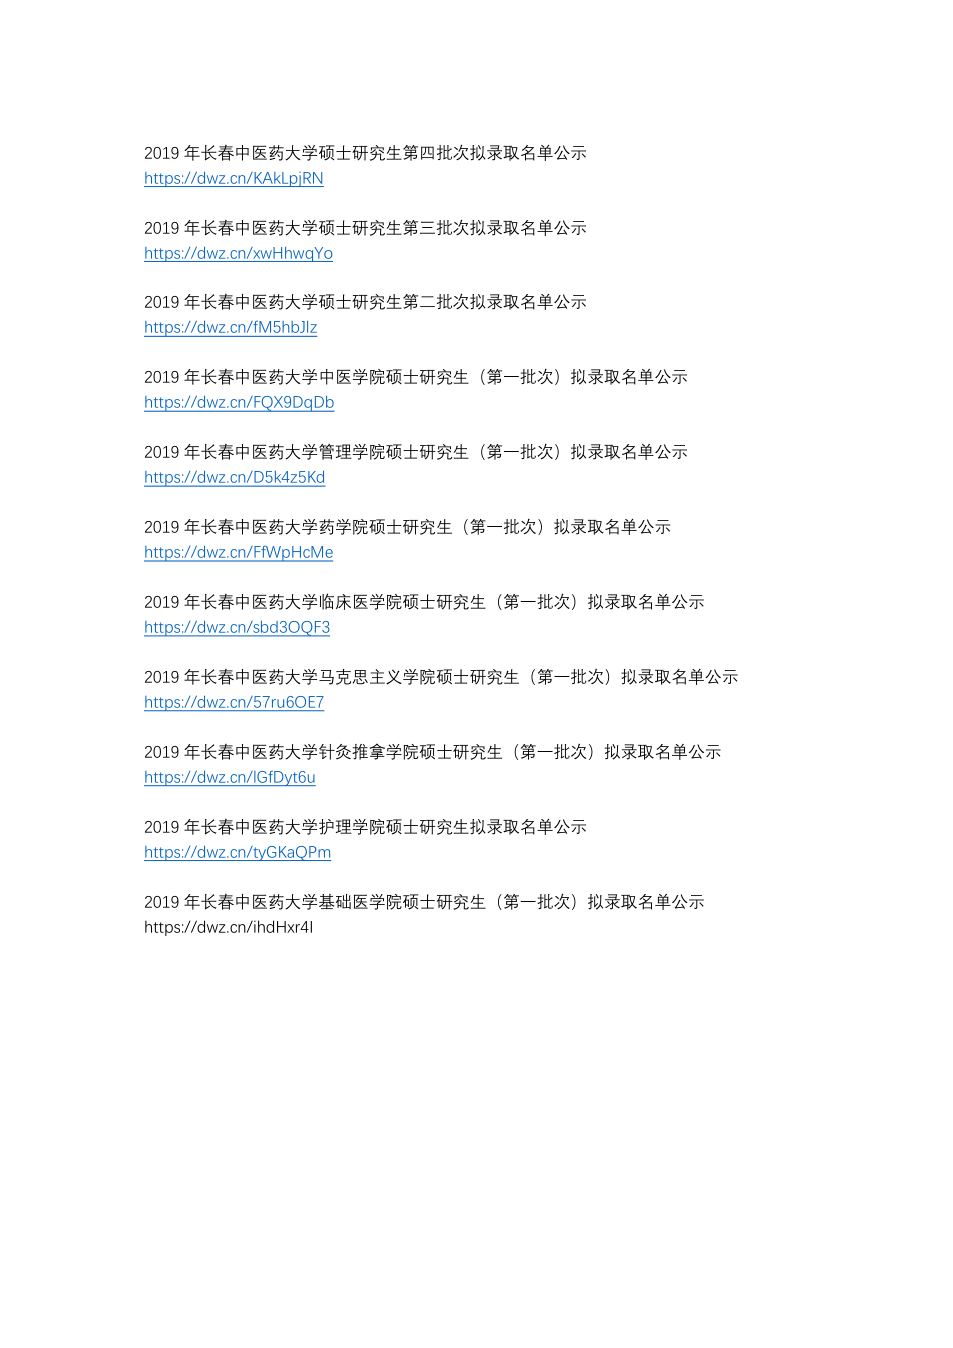 2019 年长春中医药大学硕士研究生第四批次拟录取名单公示
https://dwz.cn/KAkLpjRN
2019 年长春中医药大学硕士研究生第三批次拟录取名单公示
https://dwz.cn/xwHhwqYo
2019 年长春中医药大学硕士研究生第二批次拟录取名单公示
https://dwz.cn/fM5hbJlz
2019 年长春中医药大学中医学院硕士研究生（第一批次）拟录取名单公示
https://dwz.cn/FQX9DqDb
2019 年长春中医药大学管理学院硕士研究生（第一批次）拟录取名单公示
https://dwz.cn/D5k4z5Kd
2019 年长春中医药大学药学院硕士研究生（第一批次）拟录取名单公示
https://dwz.cn/FfWpHcMe
2019 年长春中医药大学临床医学院硕士研究生（第一批次）拟录取名单公示
https://dwz.cn/sbd3OQF3
2019 年长春中医药大学马克思主义学院硕士研究生（第一批次）拟录取名单公示
https://dwz.cn/57ru6OE7
2019 年长春中医药大学针灸推拿学院硕士研究生（第一批次）拟录取名单公示
https://dwz.cn/lGfDyt6u
2019 年长春中医药大学护理学院硕士研究生拟录取名单公示
https://dwz.cn/tyGKaQPm
2019 年长春中医药大学基础医学院硕士研究生（第一批次）拟录取名单公示
https://dwz.cn/ihdHxr4I